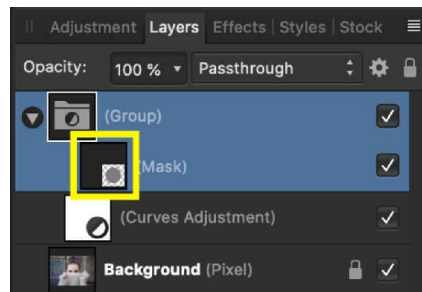 Adjustment Layers Effects Styles Stock
Opacity: 100 % Passthrough
(Group)
(Mask)
(Curves Adjustment)
Background (Pixel)